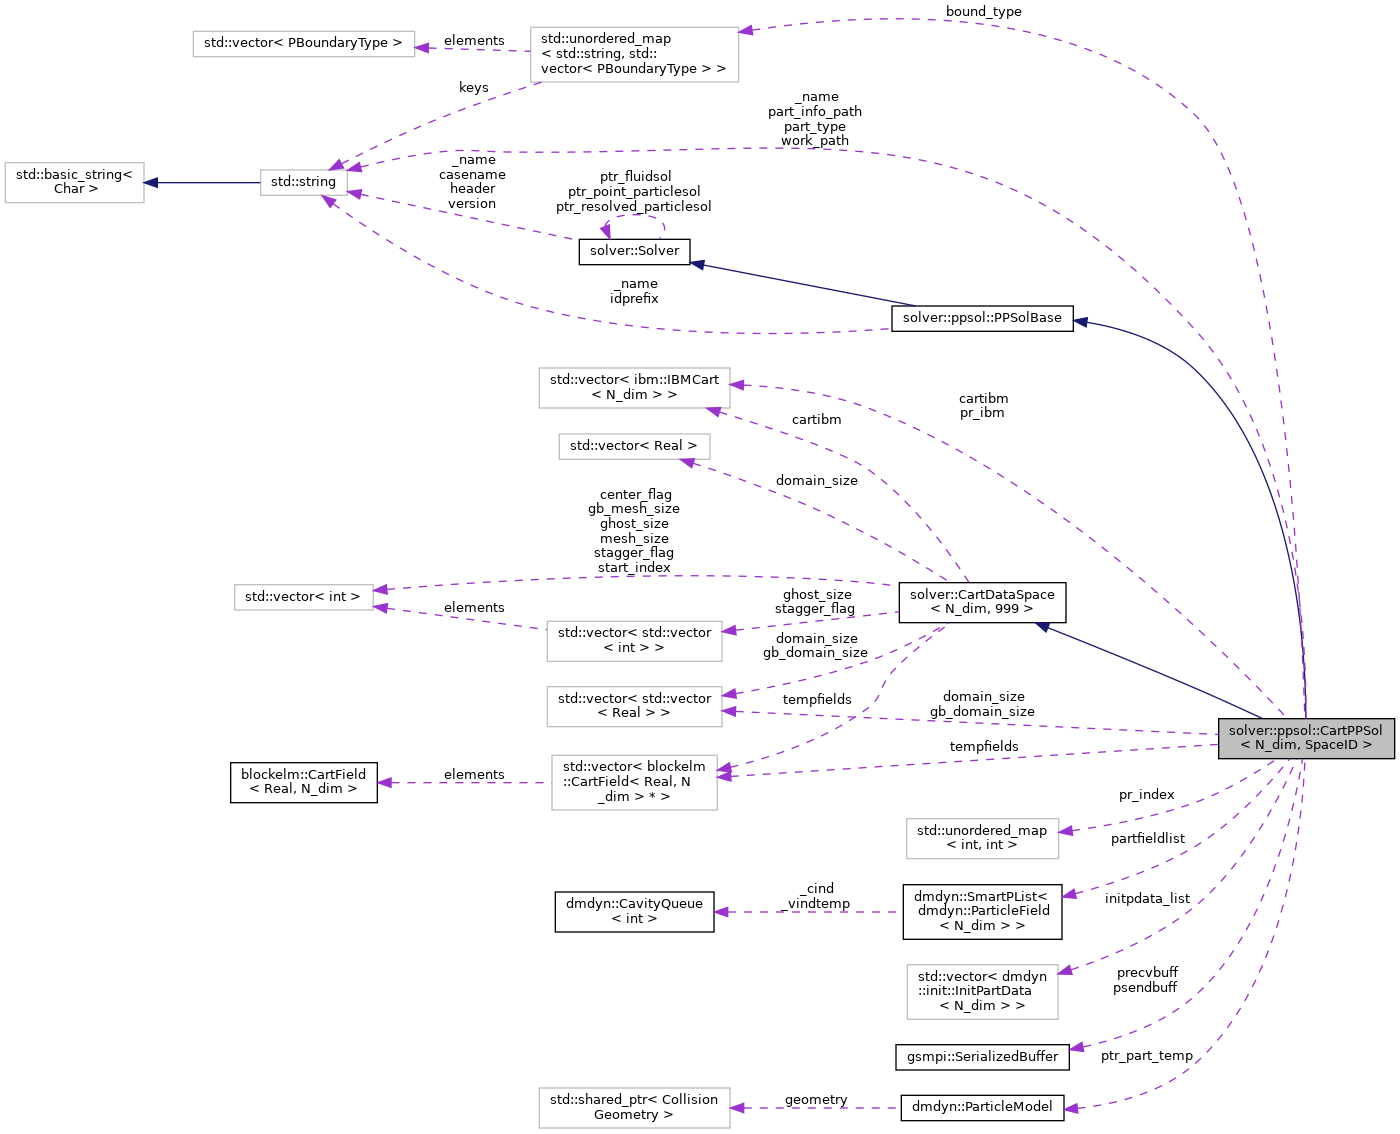 bound_type
std::vector< PBoundaryType >
elements
std::unordered_map
< std::string, std::
vector< PBoundaryType > >
keys
_name
part_info_path
part_type
work_path
std::basic_string<
Char >
std::string
_name
casename
header
version
ptr_fluidsol
ptr_point_particlesol
ptr_resolved_particlesol
solver::Solver
_name
idprefix
solver::ppsol::PPSolBase
std::vector< ibm::IBMCart
< N_dim > >
cartibm
pr_ibm
cartibm
std::vector< Real >
domain_size
center_flag
gb_mesh_size
ghost_size
mesh_size
stagger_flag
start_index
std::vector< int >
elements
std::vector< std::vector
< int > >
ghost_size
stagger_flag
solver::CartDataSpace
< N_dim, 999 >
domain_size
gb_domain_size
std::vector< std::vector
< Real > >
tempfields
domain_size
gb_domain_size
solver::ppsol::CartPPSol
< N_dim, SpaceID >
tempfields
blockelm::CartField
< Real, N_dim >
elements
std::vector< blockelm
::CartField< Real, N
_dim > * >
pr_index
std::unordered_map
< int, int >
partfieldlist
dmdyn::CavityQueue
< int >
_cind
_vindtemp
dmdyn::SmartPList<
dmdyn::ParticleField
< N_dim > >
initpdata_list
std::vector< dmdyn
::init::InitPartData
< N_dim > >
precvbuff
psendbuff
gsmpi::SerializedBuffer
ptr_part_temp
std::shared_ptr< Collision
Geometry >
geometry
dmdyn::ParticleModel